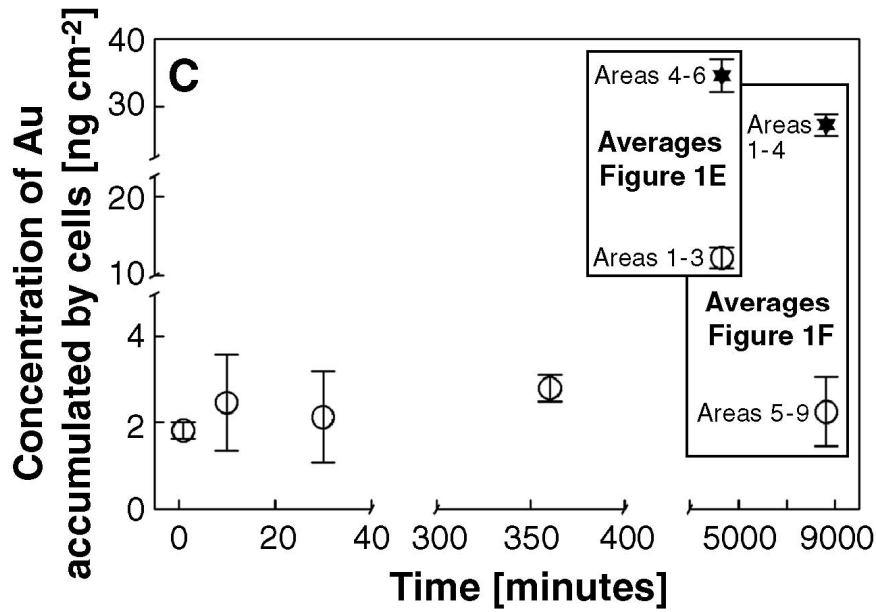 C
Concentration of Au
accumulated by cells [ng cm-2]
40
30
20
10
4
2
0
Areas 4-6
Averages
Figure 1E
Areas 1-3
Areas
1-4
Averages
Figure 1F
Areas 5-9
0 20 40 300 350 400 5000 9000
Time [minutes]